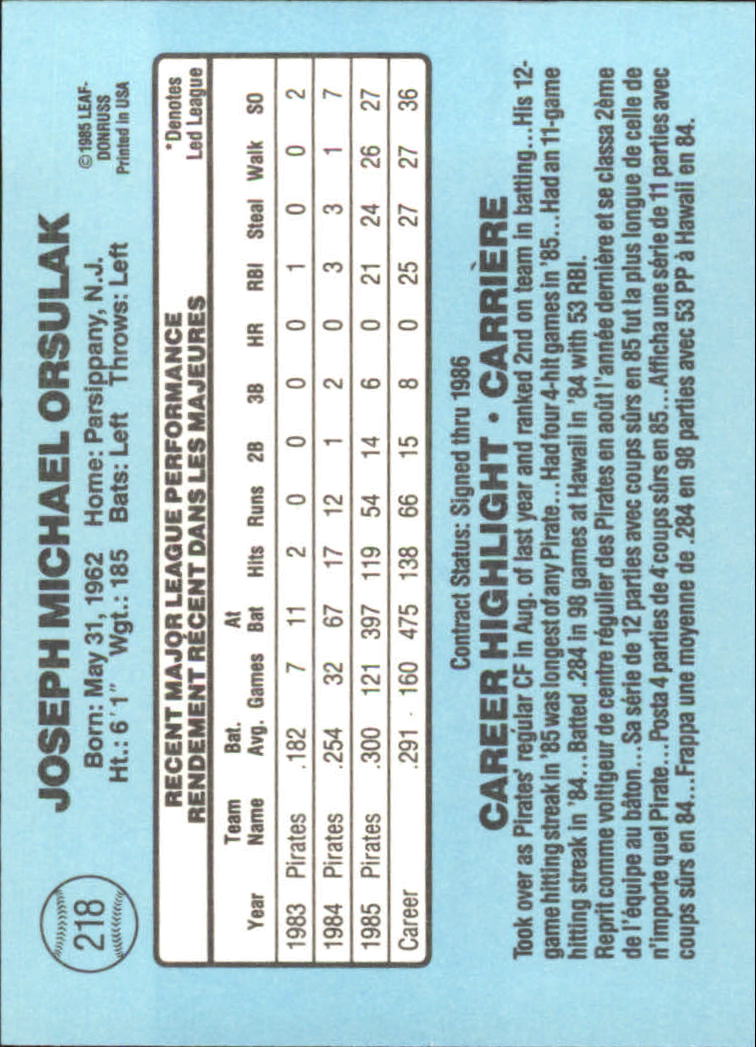 218
JOSEPH MICHAEL ORSULAK
Born: May 31, 1962 Home: Parsippany, N.J.
Ht.: 6'1" Wgt.: 185 Bats: Left Throws: Left
© 1985 LEAF-
DONRUSS
Printed in USA
RECENT MAJOR LEAGUE PERFORMANCE
RENDEMENT RÉCENT DANS LES MAJEURES
*Denotes
Led League
Team Bat. At
Year Name Avg. Games Bat Hits Runs 2B 3B HR RBI Steal Walk SO
1983 Pirates .182 7 11 2 0 0 0 0 1 0 0 2
1984 Pirates .254 32 67 17 12 1 2 0 3 3 1 7
1985 Pirates .300 121 397 119 54 14 6 0 21 24 26 27
Career .291 160 475 138 66 15 8 0 25 27 27 36
Contract Status: Signed thru 1986
CAREER HIGHLIGHT • CARRIÈRE
Took over as Pirates' regular CF in Aug. of last year and ranked 2nd on team in batting...His 12-
game hitting streak in '85 was longest of any Pirate...Had four 4-hit games in '85...Had an 11-game
hitting streak in '84...Batted .284 in 98 games at Hawaii in '84 with 53 RBI.
Reprit comme voltigeur de centre régulier des Pirates en août l'année dernière et se classa 2ème
de l'équipe au bâton...Sa série de 12 parties avec coups sûrs en 85 fut la plus longue de celle de
n'importe quel Pirate...Posta 4 parties de 4 coups sûrs en 85...Afficha une série de 11 parties avec
coups sûrs en 84...Frappa une moyenne de .284 en 98 parties avec 53 PP à Hawaii en 84.